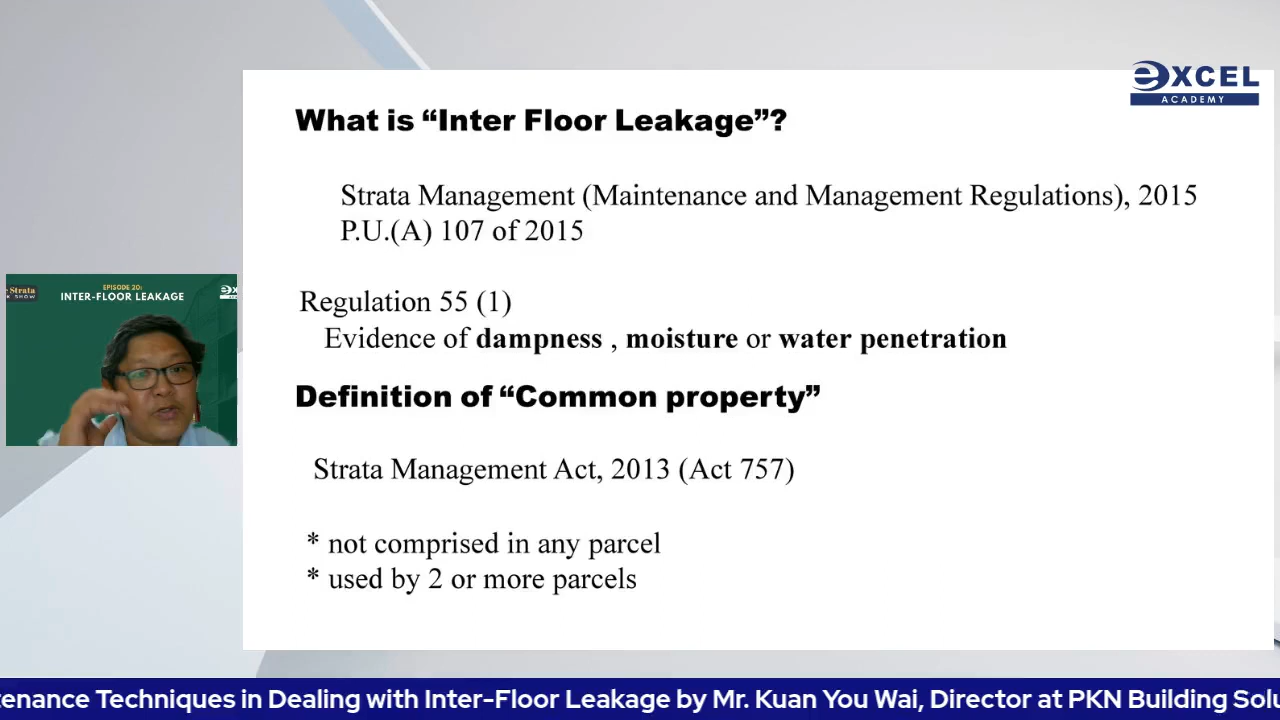 eXCEL
ACADEMY
What is “Inter Floor Leakage”?
Strata Management (Maintenance and Management Regulations), 2015
P.U.(A) 107 of 2015
Regulation 55 (1)
Evidence of dampness , moisture or water penetration
Definition of “Common property”
Strata Management Act, 2013 (Act 757)
* not comprised in any parcel
* used by 2 or more parcels
Strata
SHOW
EPISODE 20:
INTER-FLOOR LEAKAGE
tenance Techniques in Dealing with Inter-Floor Leakage by Mr. Kuan You Wai, Director at PKN Building Solu